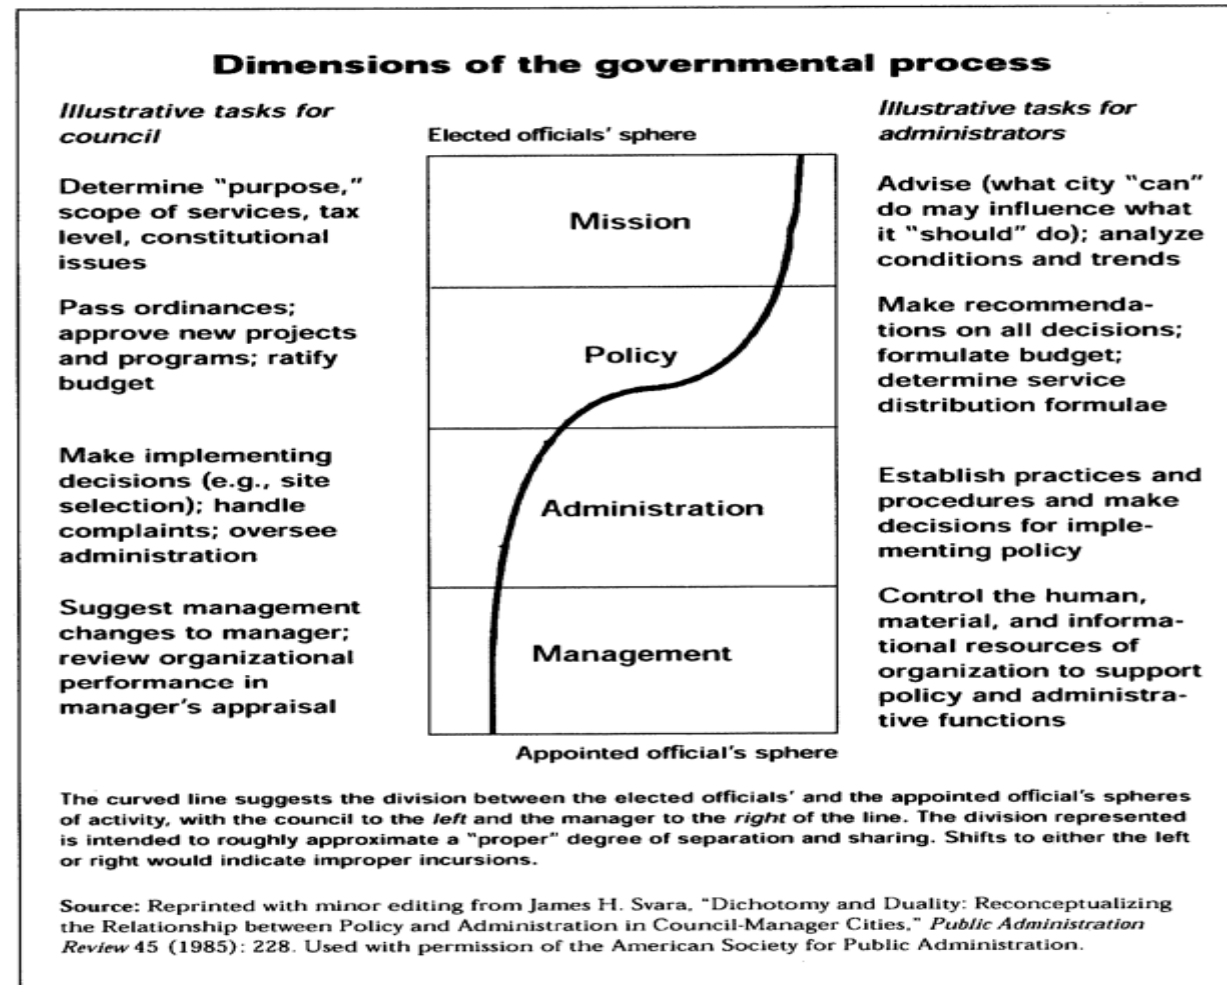 Dimensions of the governmental process
Illustrative tasks for
council
Determine "purpose,"
scope of services, tax
level, constitutional
issues
Pass ordinances;
approve new projects
and programs; ratify
budget
Make implementing
decisions (e.g., site
selection); handle
complaints; oversee
administration
Suggest management
changes to manager;
review organizational
performance in
manager's appraisal
Elected officials' sphere
Mission
Policy
Administration
Management
Appointed official's sphere
Illustrative tasks for
administrators
Advise (what city "can"
do may influence what
it "should" do); analyze
conditions and trends
Make recommenda-
tions on all decisions;
formulate budget;
determine service
distribution formulae
Establish practices and
procedures and make
decisions for imple-
menting policy
Control the human,
material, and informa-
tional resources of
organization to support
policy and administra-
tive functions
The curved line suggests the division between the elected officials' and the appointed official's spheres
of activity, with the council to the left and the manager to the right of the line. The division represented
is intended to roughly approximate a "proper" degree of separation and sharing. Shifts to either the left
or right would indicate improper incursions.
Source: Reprinted with minor editing from James H. Svara, "Dichotomy and Duality: Reconceptualizing
the Relationship between Policy and Administration in Council-Manager Cities," Public Administration
Review 45 (1985): 228. Used with permission of the American Society for Public Administration.